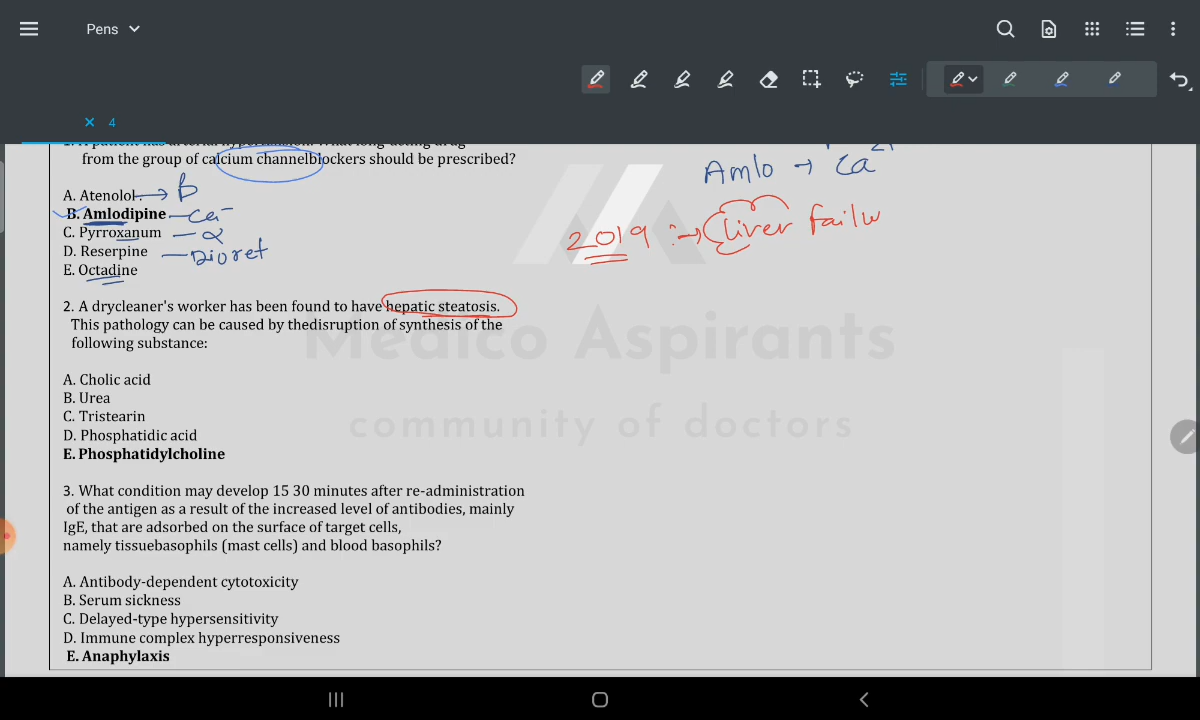 Pens
4
from the group of calcium channelblockers should be prescribed?
A. Atenolol.
B. Amlodipine
C. Pyrroxanum
D. Reserpine
E. Octadine
B
Ca
α
Dioret
Amlo → Ca
2019 :→ Liver failu
2. A drycleaner's worker has been found to have hepatic steatosis.
This pathology can be caused by thedisruption of synthesis of the
following substance:
A. Cholic acid
B. Urea
C. Tristearin
D. Phosphatidic acid
E. Phosphatidylcholine
Medico Aspirants
community of doctors
3. What condition may develop 15 30 minutes after re-administration
of the antigen as a result of the increased level of antibodies, mainly
IgE, that are adsorbed on the surface of target cells,
namely tissuebasophils (mast cells) and blood basophils?
A. Antibody-dependent cytotoxicity
B. Serum sickness
C. Delayed-type hypersensitivity
D. Immune complex hyperresponsiveness
E. Anaphylaxis